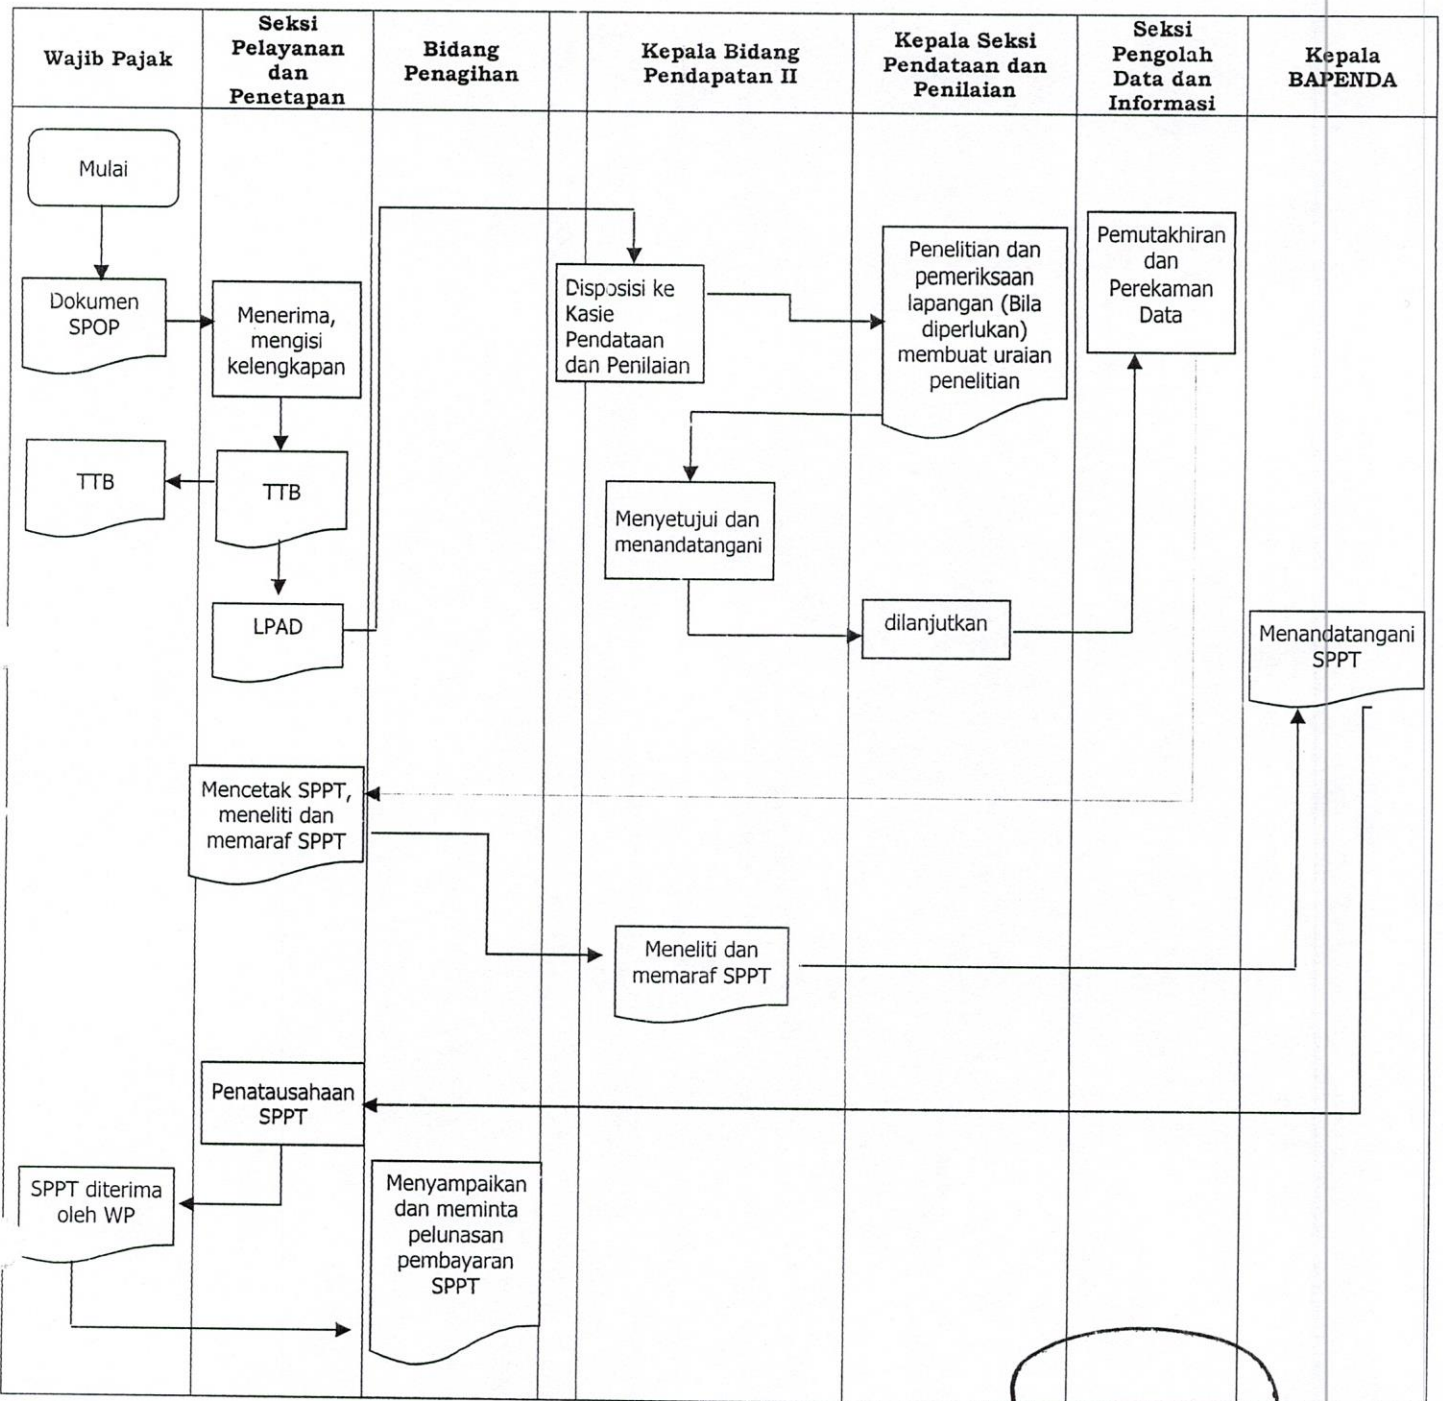 Wajib Pajak
Seksi
Pelayanan
dan
Penetapan
Bidang
Penagihan
Kepala Bidang
Pendapatan II
Kepala Seksi
Pendataan dan
Penilaian
Seksi
Pengolah
Data dan
Informasi
Kepala
BAPENDA
Mulai
Dokumen
SPOP
Menerima,
mengisi
kelengkapan
Disposisi ke
Kasie
Pendataan
dan Penilaian
Penelitian dan
pemeriksaan
lapangan (Bila
diperlukan)
membuat uraian
penelitian
Pemutakhiran
dan
Perekaman
Data
TTB
TTB
Menyetujui dan
menandatangani
LPAD
dilanjutkan
Menandatangani
SPPT
Mencetak SPPT,
meneliti dan
memaraf SPPT
Meneliti dan
memaraf SPPT
Penatausahaan
SPPT
SPPT diterima
oleh WP
Menyampaikan
dan meminta
pelunasan
pembayaran
SPPT